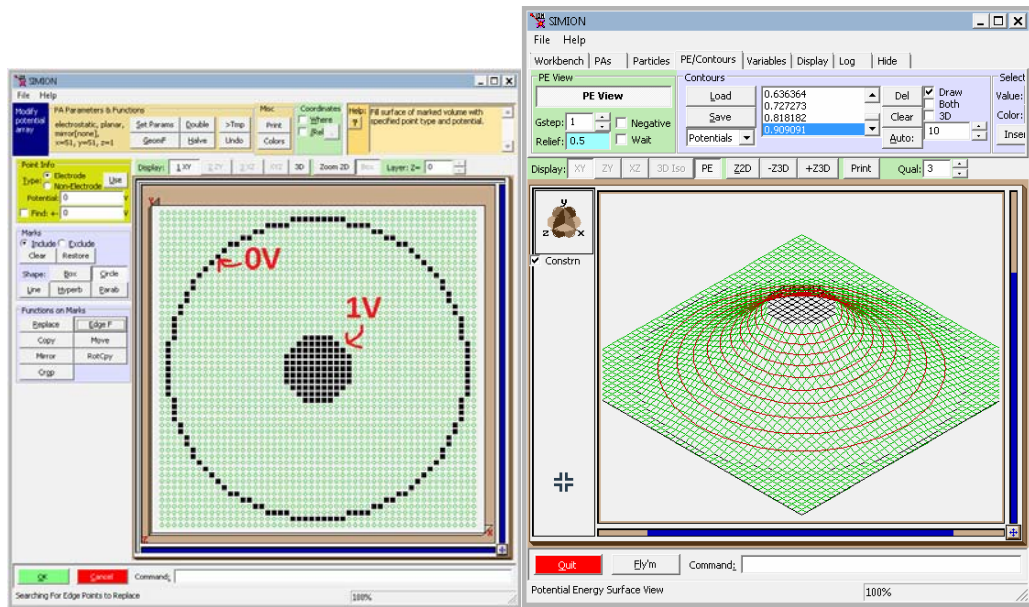 SIMION
File Help
Modify potential array
PA Parameters & Functions
electrostatic, planar,
mirror[none],
x=51, y=51, z=1
Set Params Double >Tmp
GeomF Halve Undo
Misc
Print
Colors
Coordinates
Where
Rel
Help:
?
Fill surface of marked volume with
specified point type and potential.
Point Info
Type: Electrode
Non-Electrode
Use
Potential: 0 V
Find: +- 0 V
Marks
Include Exclude
Clear Restore
Shape: Box Circle
Line Hyperb Parab
Functions on Marks
Replace Edge F
Copy Move
Mirror RotCpy
Crop
Display: 1 XY 3D Zoom 2D Box Layer: Z= 0
0V
1V
OK Cancel Command:
Searching For Edge Points to Replace 100%
SIMION
File Help
Workbench PAs Particles PE/Contours Variables Display Log Hide
PE View
PE View
Gstep: 1 Negative
Relief: 0.5 Wait
Contours
Load
Save
Potentials
0.636364
0.727273
0.818182
0.909091
Del
Clear
Auto: 10
Draw
Both
3D
Select
Value:
Color:
Inser
Display: XY ZY XZ 3D Iso PE Z2D -Z3D +Z3D Print Qual: 3
y
z x
Constrn
Quit Fly'm Command:
Potential Energy Surface View 100%